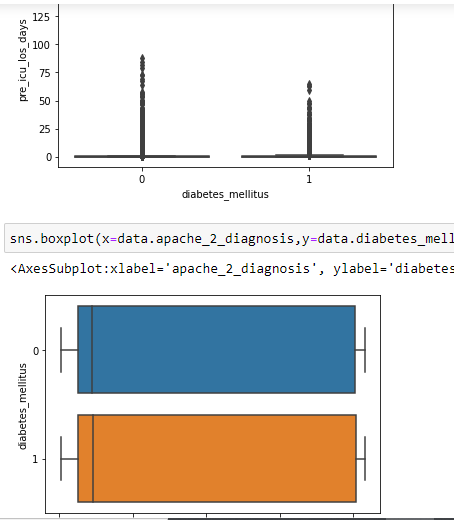 125
100
75
50
25
0
pre_icu_los_days
0 1
diabetes_mellitus
sns.boxplot(x=data.apache_2_diagnosis,y=data.diabetes_mell
<AxesSubplot:xlabel='apache_2_diagnosis', ylabel='diabetes
0
1
diabetes_mellitus